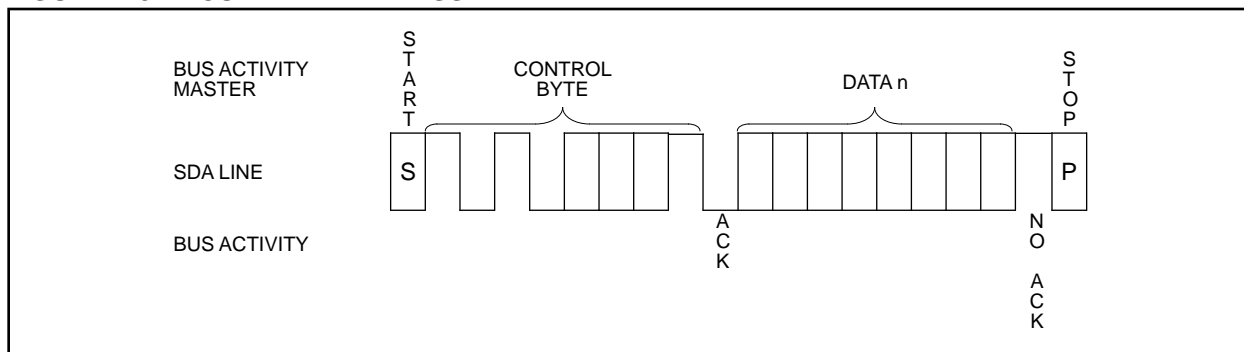 BUS ACTIVITY
MASTER
START
CONTROL
BYTE
DATA n
STOP
SDA LINE
S
P
BUS ACTIVITY
ACK
NO ACK